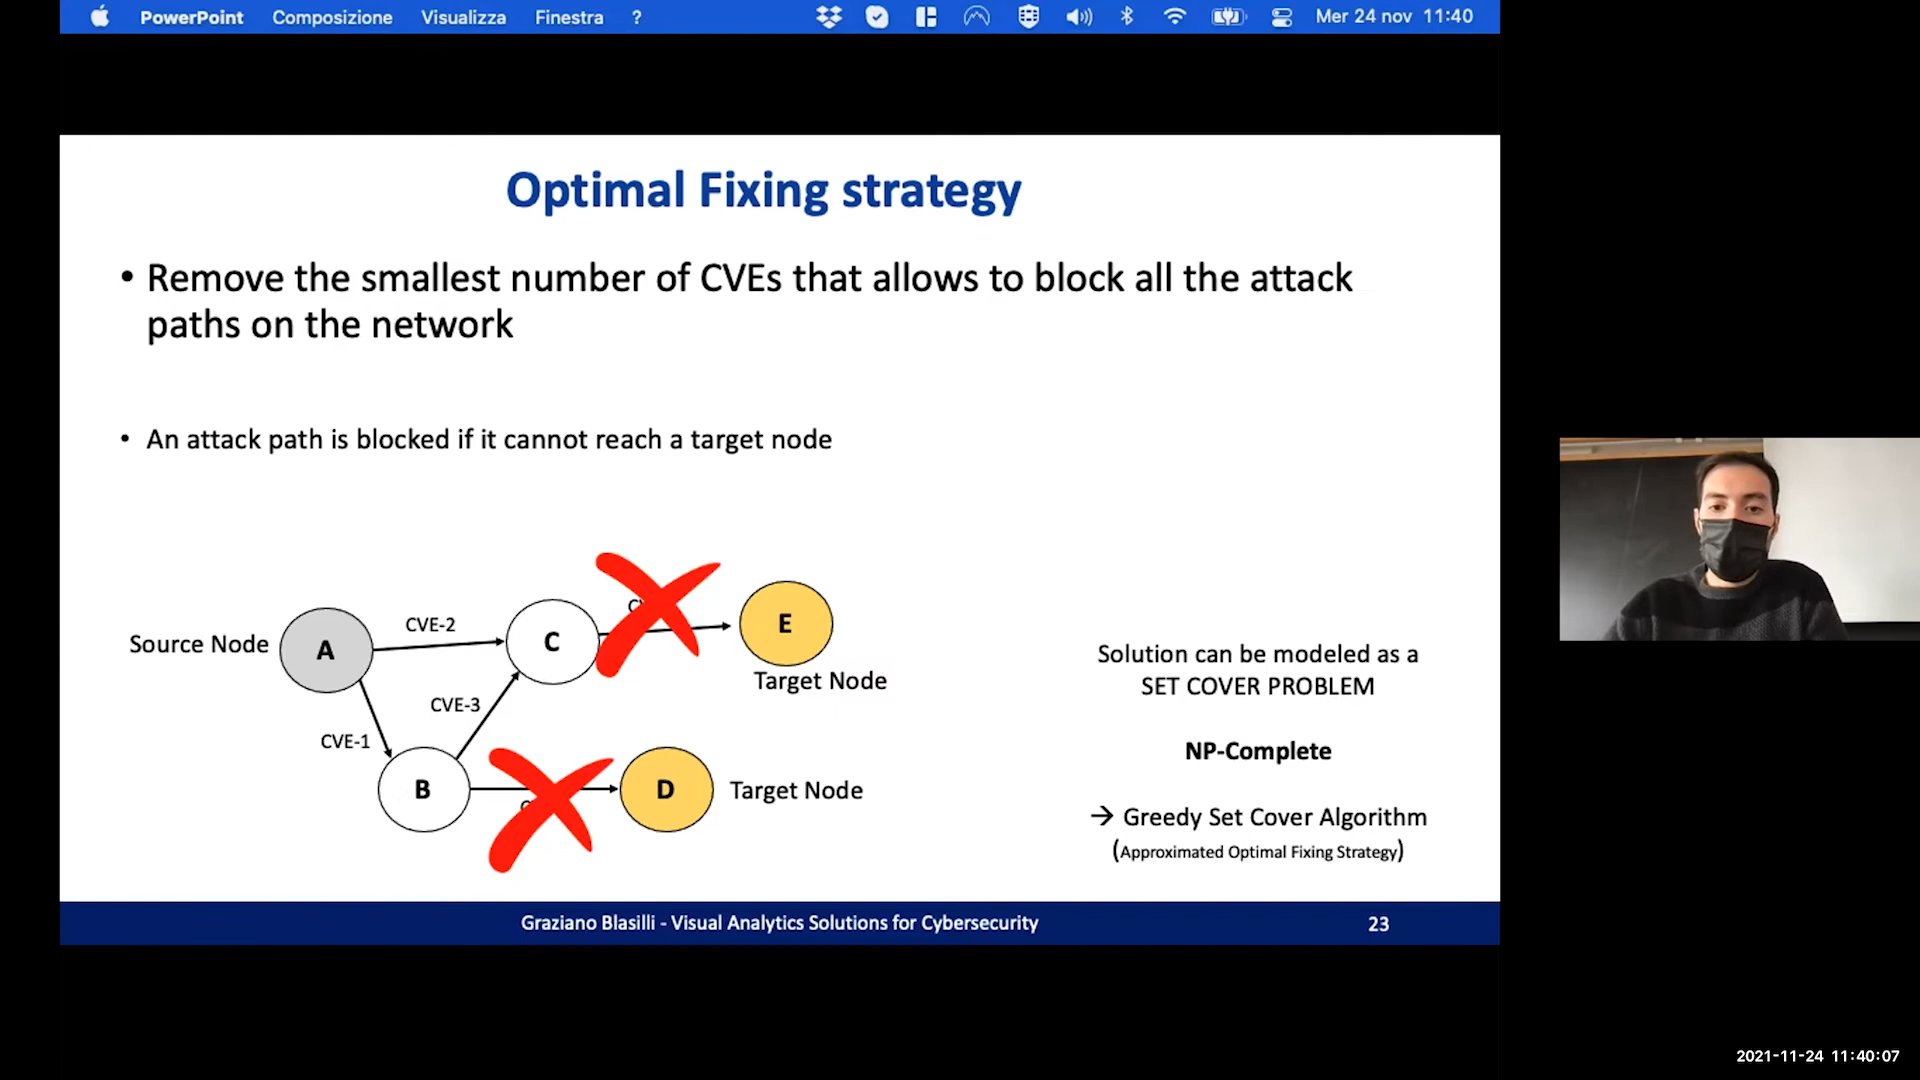 PowerPoint Composizione Visualizza Finestra ? Mer 24 nov 11:40
Optimal Fixing strategy
• Remove the smallest number of CVEs that allows to block all the attack
paths on the network
• An attack path is blocked if it cannot reach a target node
Source Node
A
CVE-2
C
E
Target Node
CVE-3
CVE-1
B
D
Target Node
Solution can be modeled as a
SET COVER PROBLEM
NP-Complete
→ Greedy Set Cover Algorithm
(Approximated Optimal Fixing Strategy)
Graziano Blasilli - Visual Analytics Solutions for Cybersecurity
23
2021-11-24 11:40:07